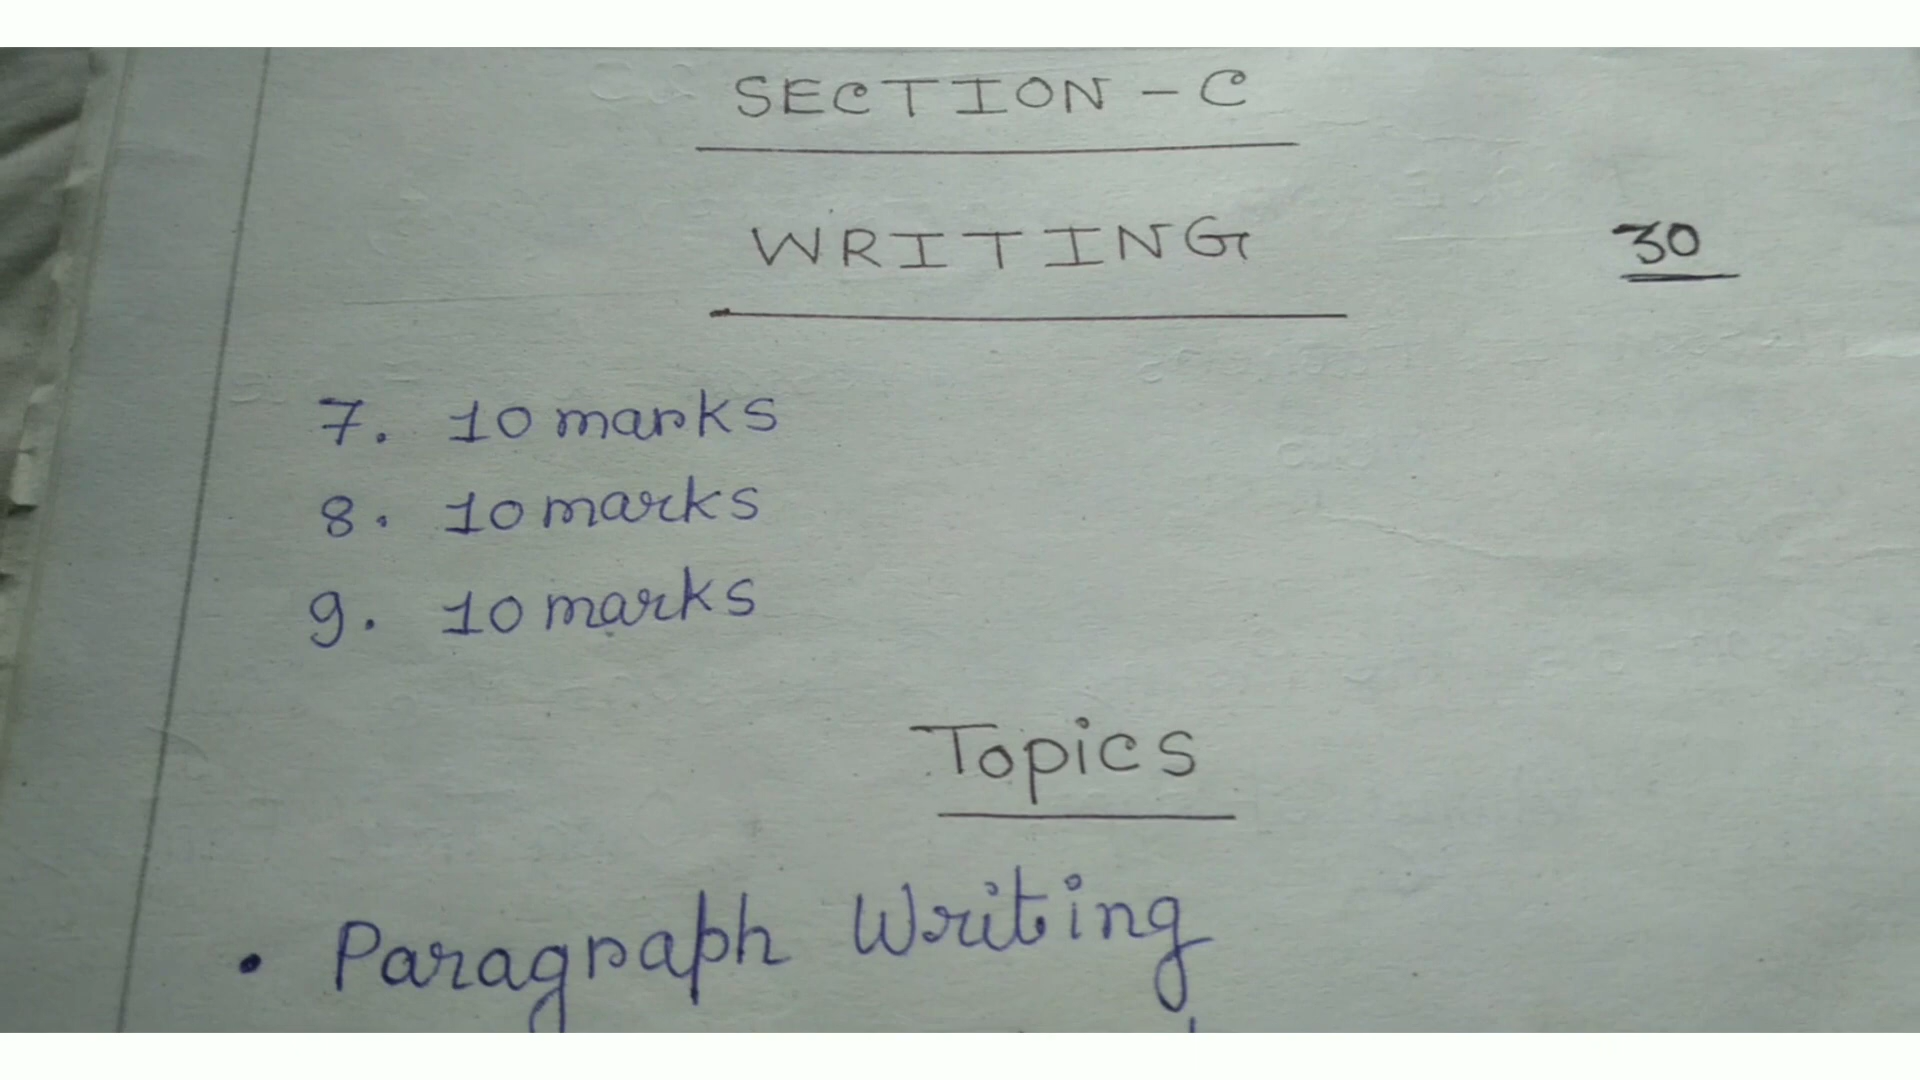 SECTION - C
WRITING 30
7. 10 marks
8. 10 marks
9. 10 marks
Topics
• Paragraph Writing